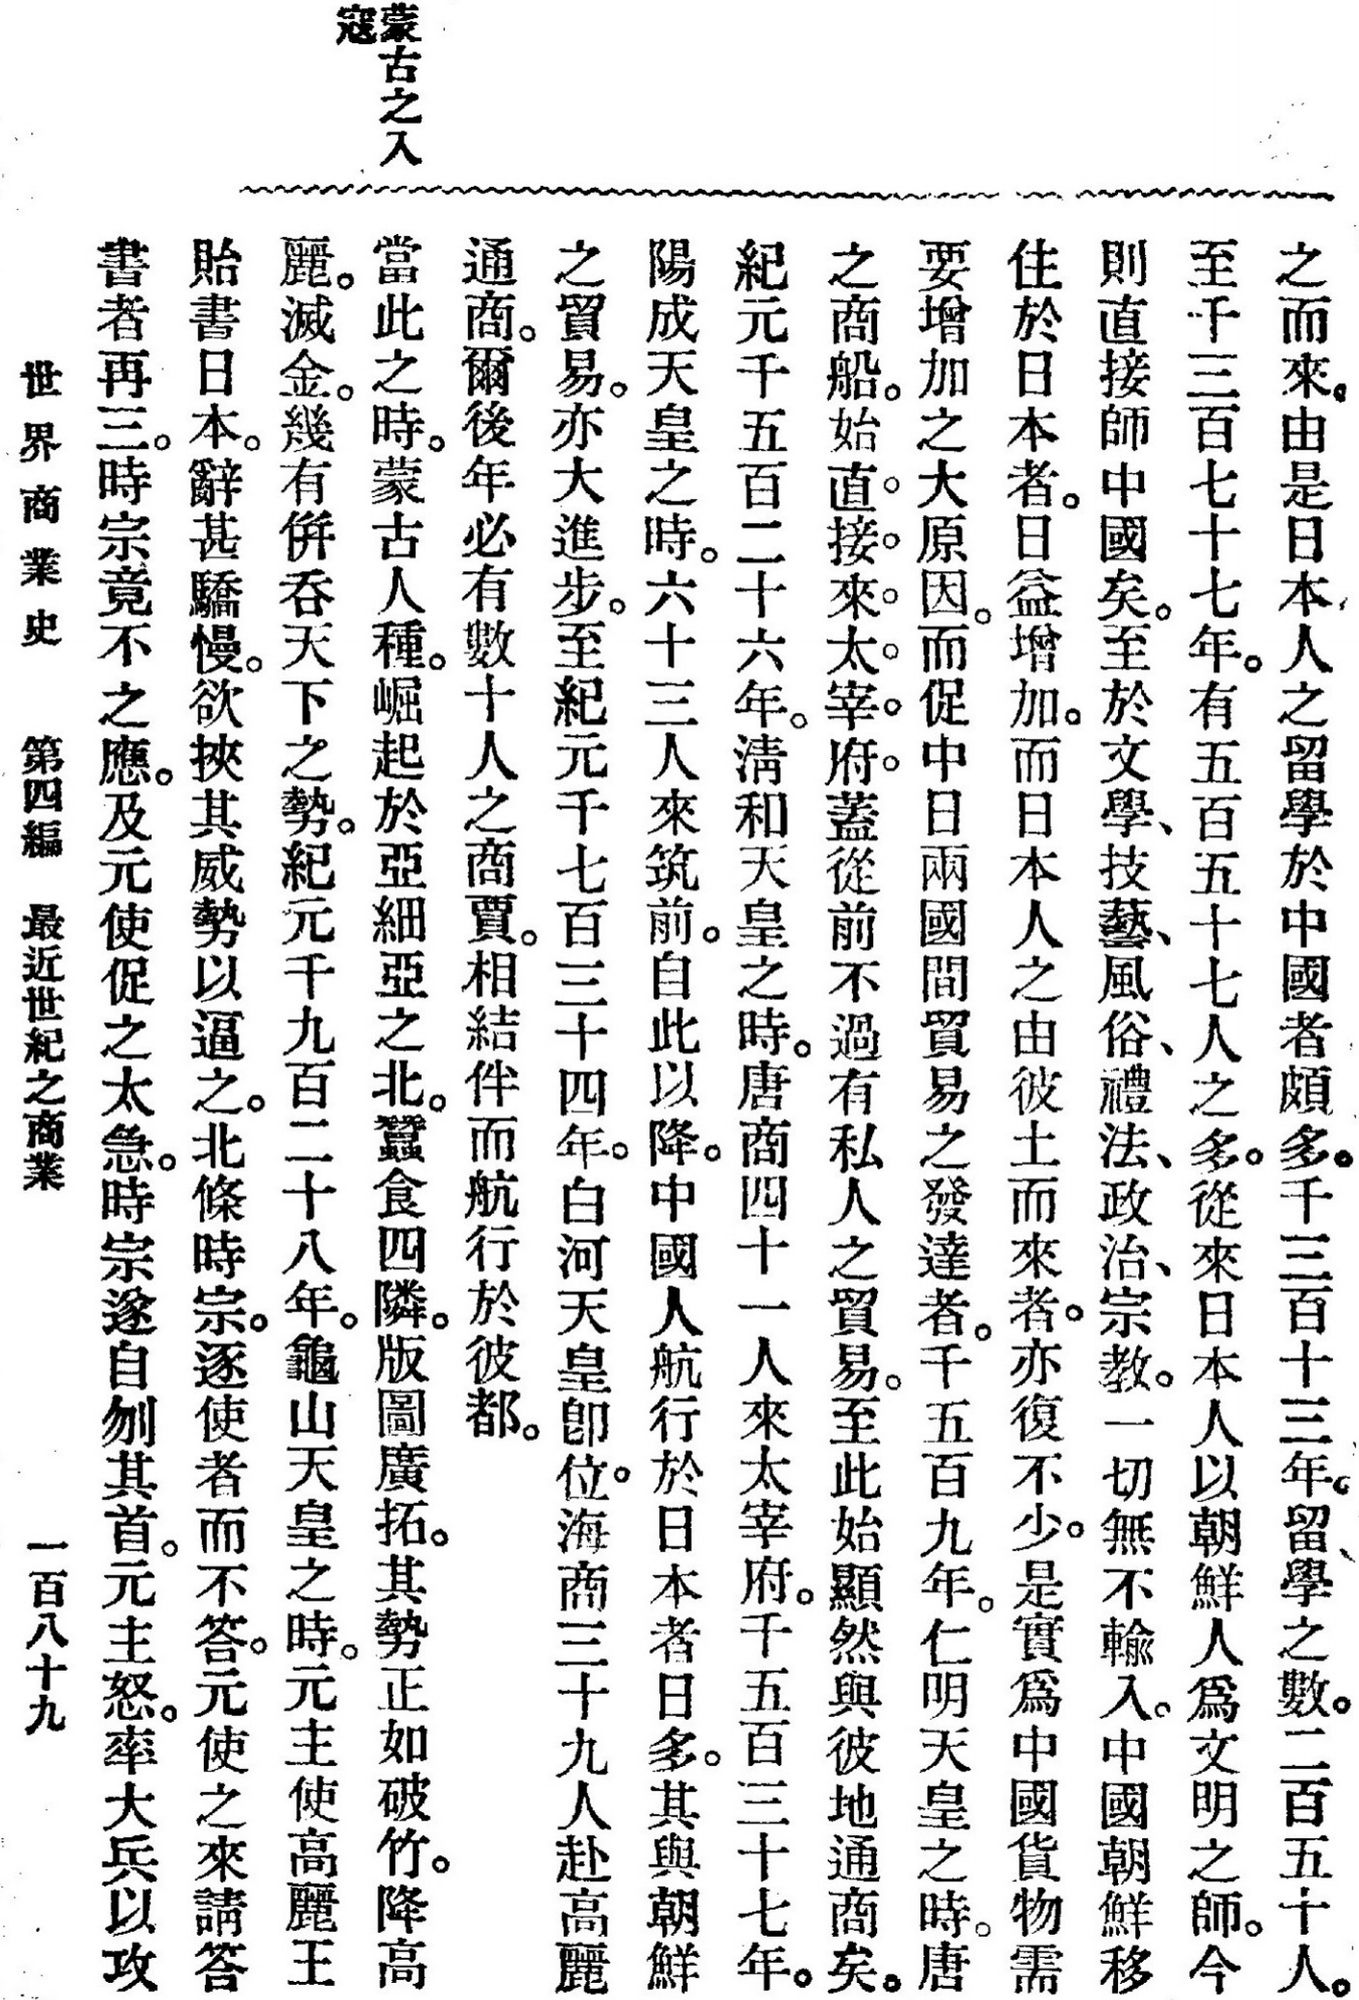 蒙古之入
寇
之而來。由是日本人之留學於中國者頗多。千三百十三年。留學之數。二百五十人。
至千三百七十七年。有五百五十七人之多。從來日本人以朝鮮人爲文明之師。今
則直接師中國矣。至於文學、技藝、風俗、禮法、政治、宗教。一切無不輸入。中國朝鮮移
住於日本者。日益增加。而日本人之由彼土而來者。亦復不少。是實爲中國貨物需
要增加之大原因。而促中日兩國間貿易之發達者。千五百九年。仁明天皇之時。唐
之商船。始直接來太宰府。蓋從前不過有私人之貿易。至此始顯然與彼地通商矣。
紀元千五百二十六年。淸和天皇之時。唐商四十一人來太宰府。千五百三十七年。
陽成天皇之時。六十三人來筑前。自此以降。中國人航行於日本者日多。其與朝鮮
之貿易。亦大進步。至紀元千七百三十四年。白河天皇卽位。海商三十九人赴高麗
通商。爾後年必有數十人之商賈。相結伴而航行於彼都。
當此之時。蒙古人種。崛起於亞細亞之北。蠶食四隣。版圖廣拓。其勢正如破竹。降高
麗。滅金。幾有倂呑天下之勢。紀元千九百二十八年。龜山天皇之時。元主使高麗王
貽書日本。辭甚驕慢。欲挾其威勢以逼之。北條時宗。逐使者而不答。元使之來請答
書者再三。時宗竟不之應。及元使促之太急。時宗遂自刎其首。元主怒。率大兵以攻
世界商業史 第四編 最近世紀之商業 一百八十九